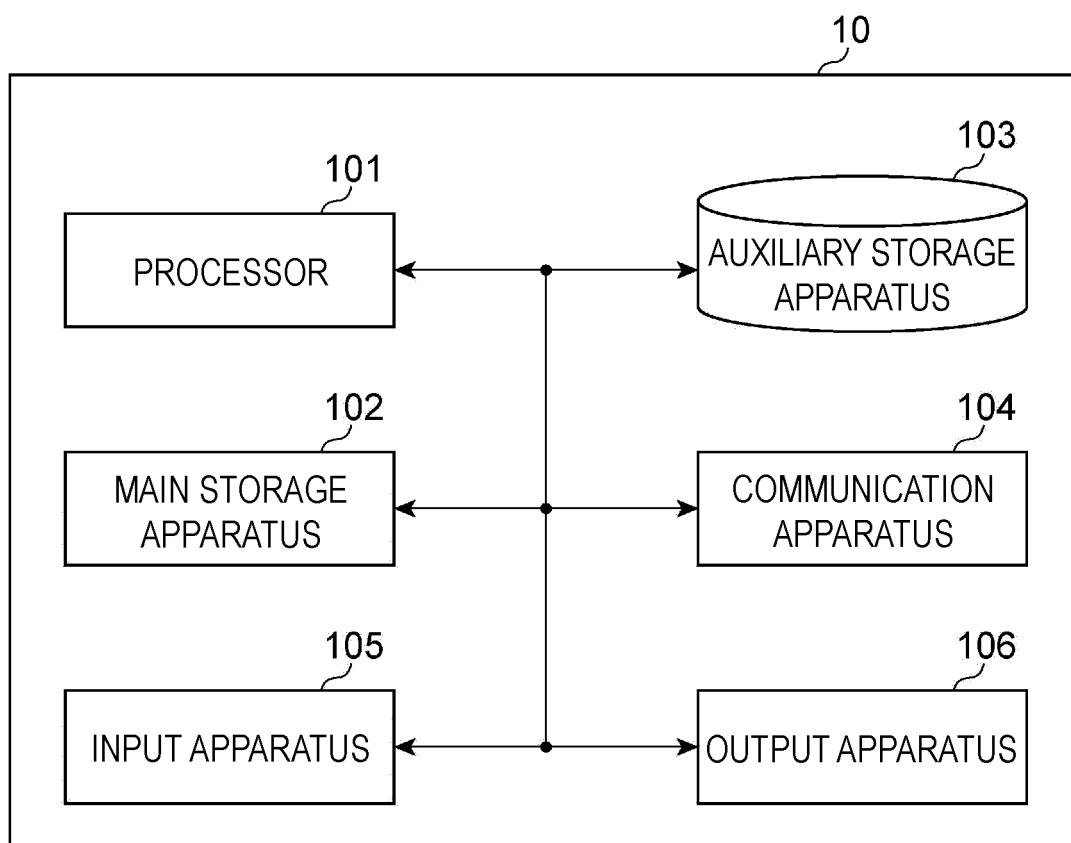 10
101
PROCESSOR
103
AUXILIARY STORAGE
APPARATUS
102
MAIN STORAGE
APPARATUS
104
COMMUNICATION
APPARATUS
105
INPUT APPARATUS
106
OUTPUT APPARATUS